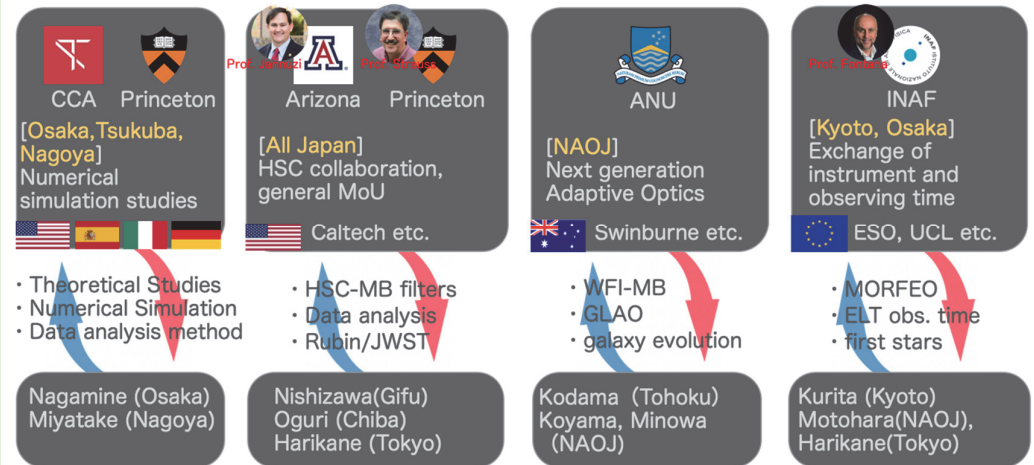 CCA Princeton
[Osaka,Tsukuba,
Nagoya]
Numerical
simulation studies
Prof. Jannuzi Prof. Strauss
Arizona Princeton
[All Japan]
HSC collaboration,
general MoU
Caltech etc.
ANU
[NAOJ]
Next generation
Adaptive Optics
Swinburne etc.
Prof. Fontana
INAF
[Kyoto, Osaka]
Exchange of
instrument and
observing time
ESO, UCL etc.
・Theoretical Studies
・Numerical Simulation
・Data analysis method
・HSC-MB filters
・Data analysis
・Rubin/JWST
・WFI-MB
・GLAO
・galaxy evolution
・MORFEO
・ELT obs. time
・first stars
Nagamine (Osaka)
Miyatake (Nagoya)
Nishizawa(Gifu)
Oguri (Chiba)
Harikane (Tokyo)
Kodama（Tohoku）
Koyama, Minowa
(NAOJ)
Kurita (Kyoto)
Motohara(NAOJ),
Harikane(Tokyo)